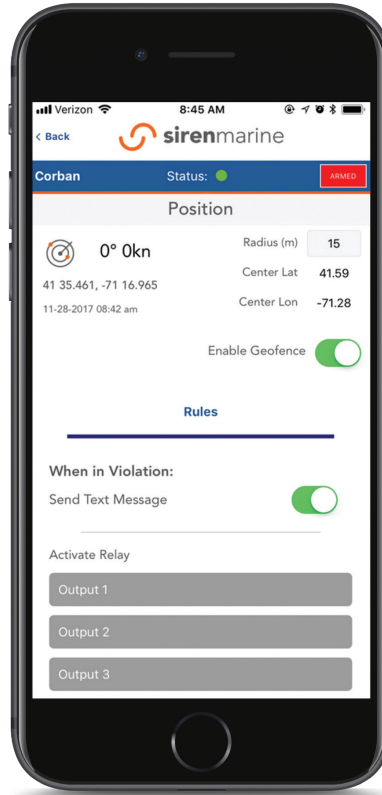 Verizon 8:45 AM
< Back sirenmarine
Corban Status: ARMED
Position
0° 0kn Radius (m) 15
41 35.461, -71 16.965 Center Lat 41.59
11-28-2017 08:42 am Center Lon -71.28
Enable Geofence
Rules
When in Violation:
Send Text Message
Activate Relay
Output 1
Output 2
Output 3